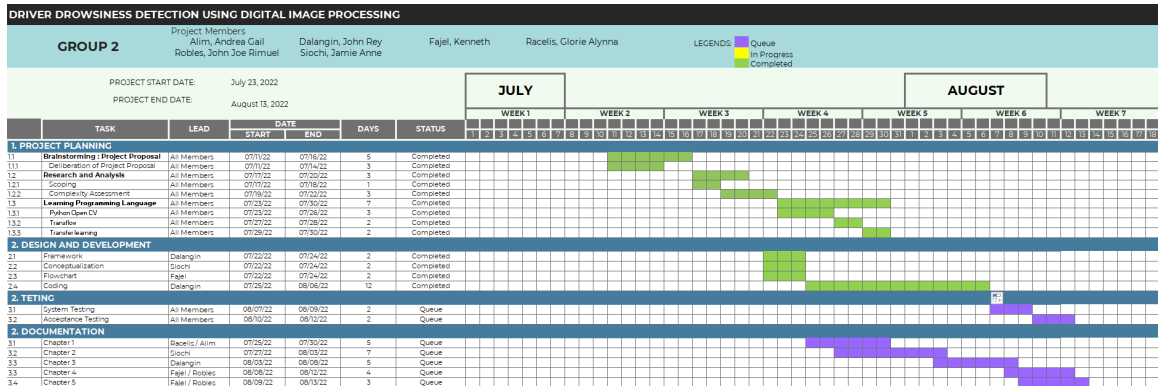 DRIVER DROWSINESS DETECTION USING DIGITAL IMAGE PROCESSING
GROUP 2
Project Members
Alim, Andrea Gail Dalangin, John Rey Fajel, Kenneth Racelis, Glorie Alynna
Robles, John Joe Rimuel Siochi, Jamie Anne
LEGENDS: Queue
In Progress
Completed
PROJECT START DATE: July 23, 2022
PROJECT END DATE: August 13, 2022
JULY AUGUST
WEEK 1 WEEK 2 WEEK 3 WEEK 4 WEEK 5 WEEK 6 WEEK 7
TASK LEAD DATE DAYS STATUS
START END
1 2 3 4 5 6 7 8 9 10 11 12 13 14 15 16 17 18 19 20 21 22 23 24 25 26 27 28 29 30 31 1 2 3 4 5 6 7 8 9 10 11 12 13 14 15 16 17 18
1. PROJECT PLANNING
1.1 Brainstorming : Project Proposal All Members 07/11/22 07/16/22 5 Completed
1.1.1 Deliberation of Project Proposal All Members 07/11/22 07/14/22 3 Completed
1.2 Research and Analysis All Members 07/17/22 07/20/22 3 Completed
1.2.1 Scoping All Members 07/17/22 07/18/22 1 Completed
1.2.2 Complexity Assessment All Members 07/19/22 07/22/22 3 Completed
1.3 Learning Programming Language All Members 07/23/22 07/30/22 7 Completed
1.3.1 Python Open CV All Members 07/23/22 07/26/22 3 Completed
1.3.2 Transflow All Members 07/27/22 07/28/22 2 Completed
1.3.3 Transfer learning All Members 07/29/22 07/30/22 2 Completed
2. DESIGN AND DEVELOPMENT
2.1 Framework Dalangin 07/22/22 07/24/22 2 Completed
2.2 Conceptualization Siochi 07/22/22 07/24/22 2 Completed
2.3 Flowchart Fajel 07/22/22 07/24/22 2 Completed
2.4 Coding Dalangin 07/25/22 08/06/22 12 Completed
2. TETING
3.1 System Testing All Members 08/07/22 08/09/22 2 Queue
3.2 Acceptance Testing All Members 08/10/22 08/12/22 2 Queue
2. DOCUMENTATION
3.1 Chapter 1 Racelis / Alim 07/25/22 07/30/22 5 Queue
3.2 Chapter 2 Siochi 07/27/22 08/03/22 7 Queue
3.3 Chapter 3 Dalangin 08/03/22 08/08/22 5 Queue
3.3 Chapter 4 Fajel / Robles 08/08/22 08/12/22 4 Queue
3.4 Chapter 5 Fajel / Robles 08/09/22 08/13/22 3 Queue